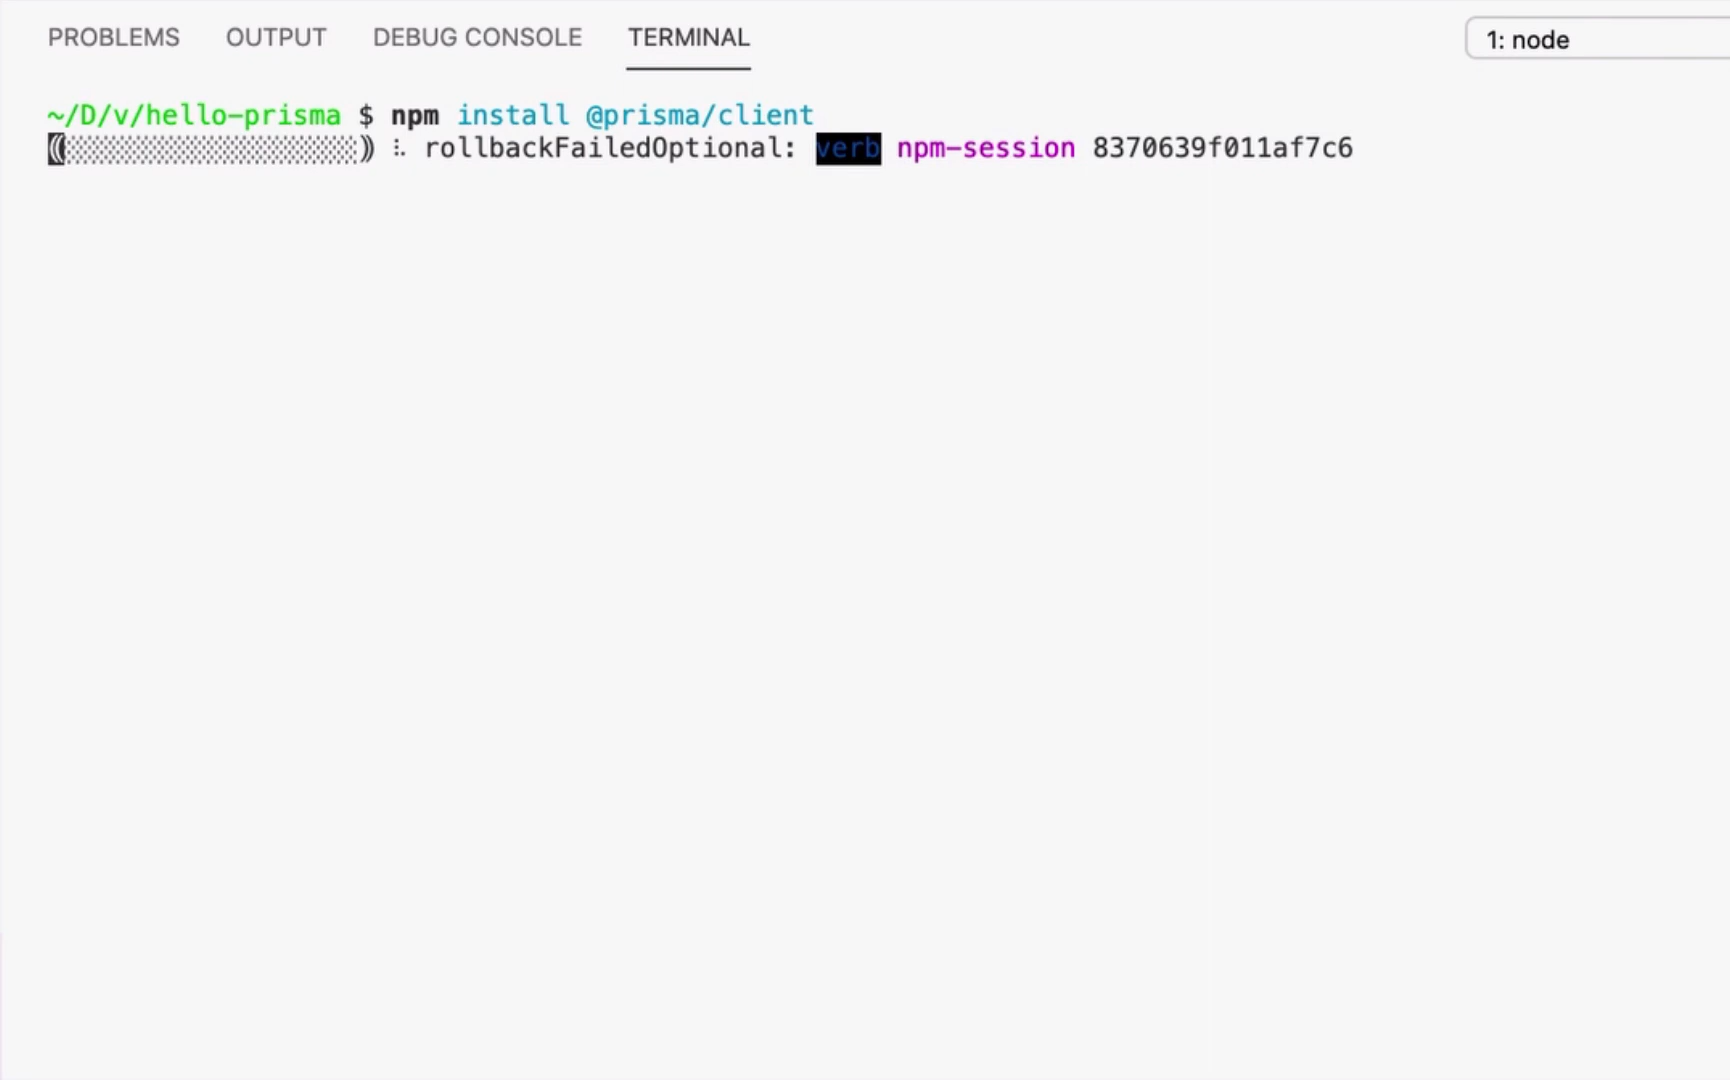 PROBLEMS OUTPUT DEBUG CONSOLE TERMINAL 1: node
~/D/v/hello-prisma $ npm install @prisma/client
(░░░░░░░░░░░░░░░░░░) ⠧ rollbackFailedOptional: verb npm-session 8370639f011af7c6